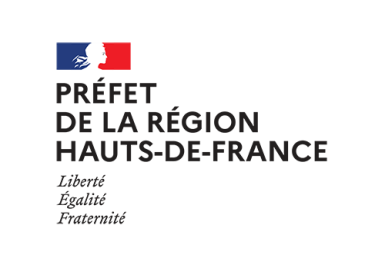 PRÉFET
DE LA RÉGION
HAUTS-DE-FRANCE
Liberté
Égalité
Fraternité